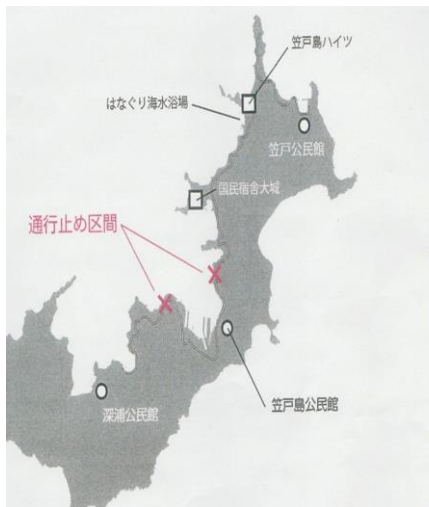 笠戸島ハイツ
はなぐり海水浴場
笠戸公民館
国民宿舎大城
通行止め区間
笠戸島公民館
深浦公民館